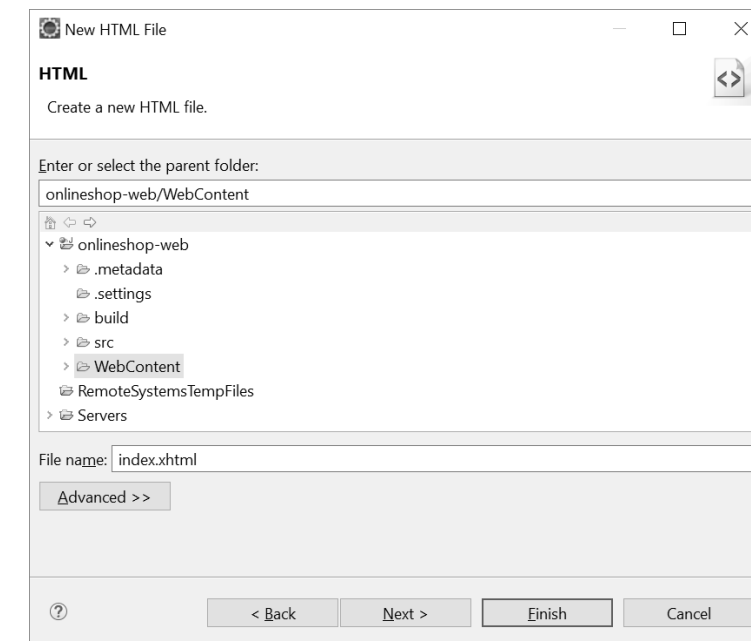 New HTML File
HTML
Create a new HTML file.
Enter or select the parent folder:
onlineshop-web/WebContent
onlineshop-web
.metadata
.settings
build
src
WebContent
RemoteSystemsTempFiles
Servers
File name: index.xhtml
Advanced >>
< Back Next > Finish Cancel